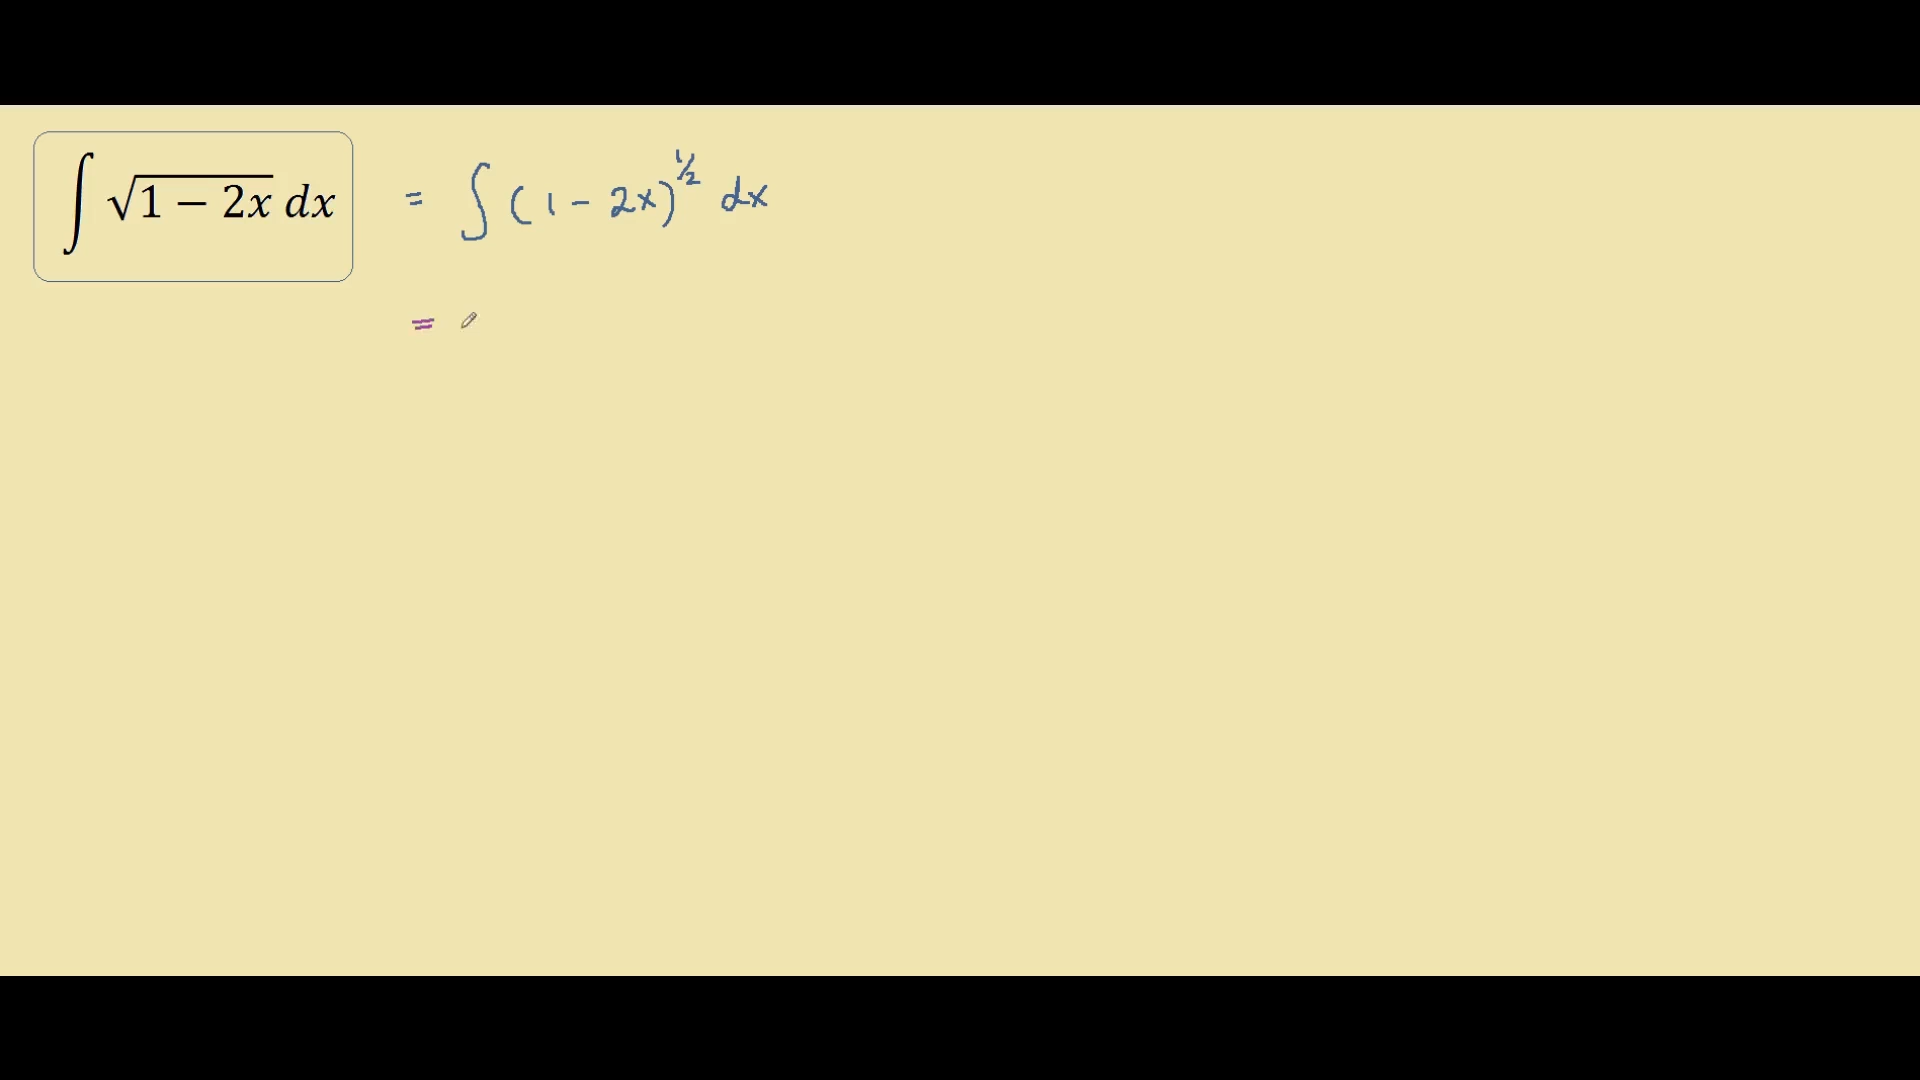 ∫ √(1 − 2x) dx = ∫ (1 - 2x)^½ dx
=